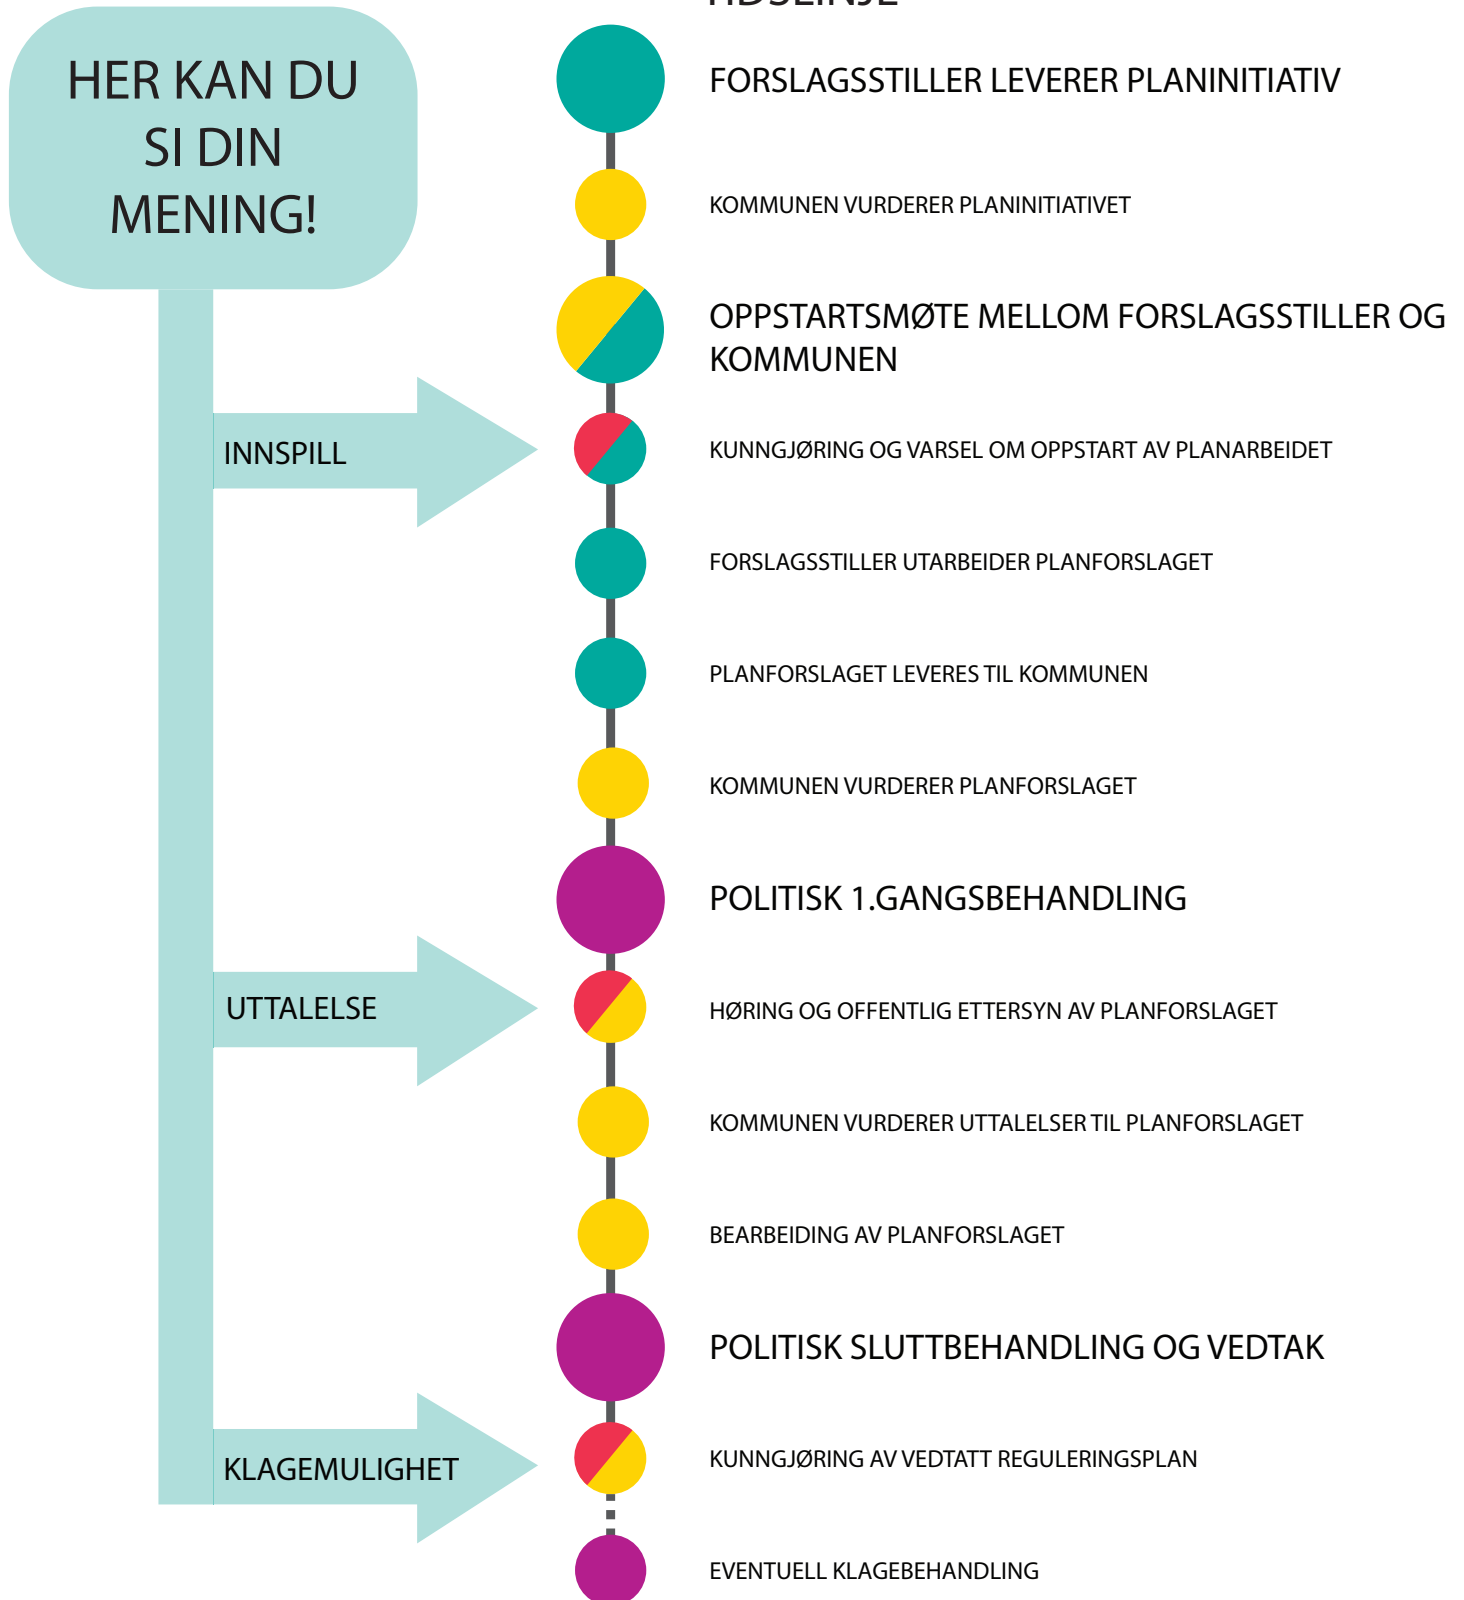 TIDSLINJE
HER KAN DU
SI DIN
MENING!
FORSLAGSSTILLER LEVERER PLANINITIATIV
KOMMUNEN VURDERER PLANINITIATIVET
OPPSTARTSMØTE MELLOM FORSLAGSSTILLER OG
KOMMUNEN
INNSPILL
KUNNGJØRING OG VARSEL OM OPPSTART AV PLANARBEIDET
FORSLAGSSTILLER UTARBEIDER PLANFORSLAGET
PLANFORSLAGET LEVERES TIL KOMMUNEN
KOMMUNEN VURDERER PLANFORSLAGET
POLITISK 1.GANGSBEHANDLING
UTTALELSE
HØRING OG OFFENTLIG ETTERSYN AV PLANFORSLAGET
KOMMUNEN VURDERER UTTALELSER TIL PLANFORSLAGET
BEARBEIDING AV PLANFORSLAGET
POLITISK SLUTTBEHANDLING OG VEDTAK
KLAGEMULIGHET
KUNNGJØRING AV VEDTATT REGULERINGSPLAN
EVENTUELL KLAGEBEHANDLING